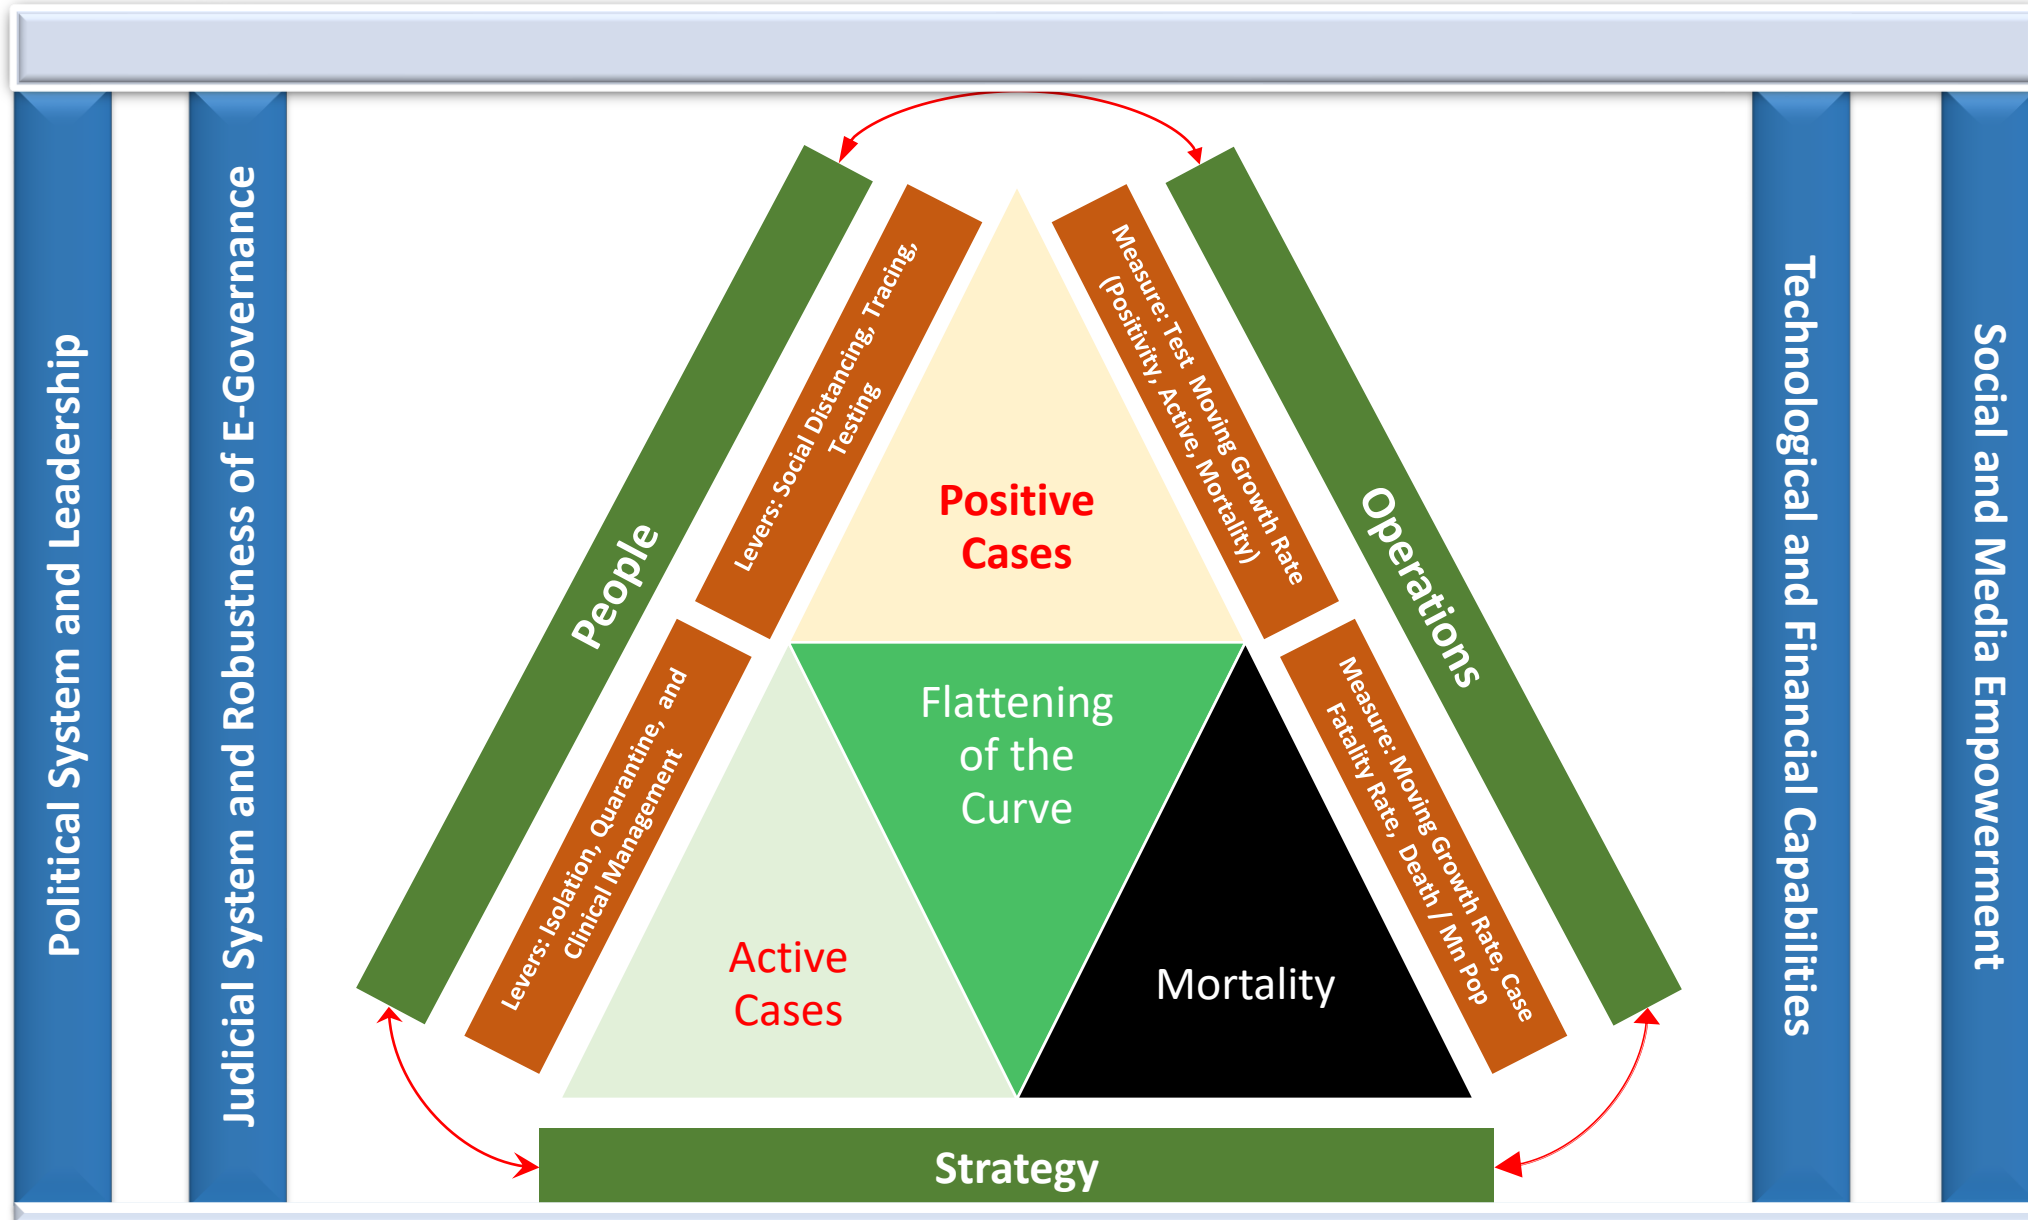 Political System and Leadership
Judicial System and Robustness of E-Governance
People
Levers: Social Distancing, Tracing,
Testing
Levers: Isolation, Quarantine, and
Clinical Management
Positive
Cases
Flattening
of the
Curve
Active
Cases
Mortality
Measure: Test Moving Growth Rate
(Positivity, Active, Mortality)
Measure: Moving Growth Rate, Case
Fatality Rate, Death / Mn Pop
Operations
Strategy
Technological and Financial Capabilities
Social and Media Empowerment